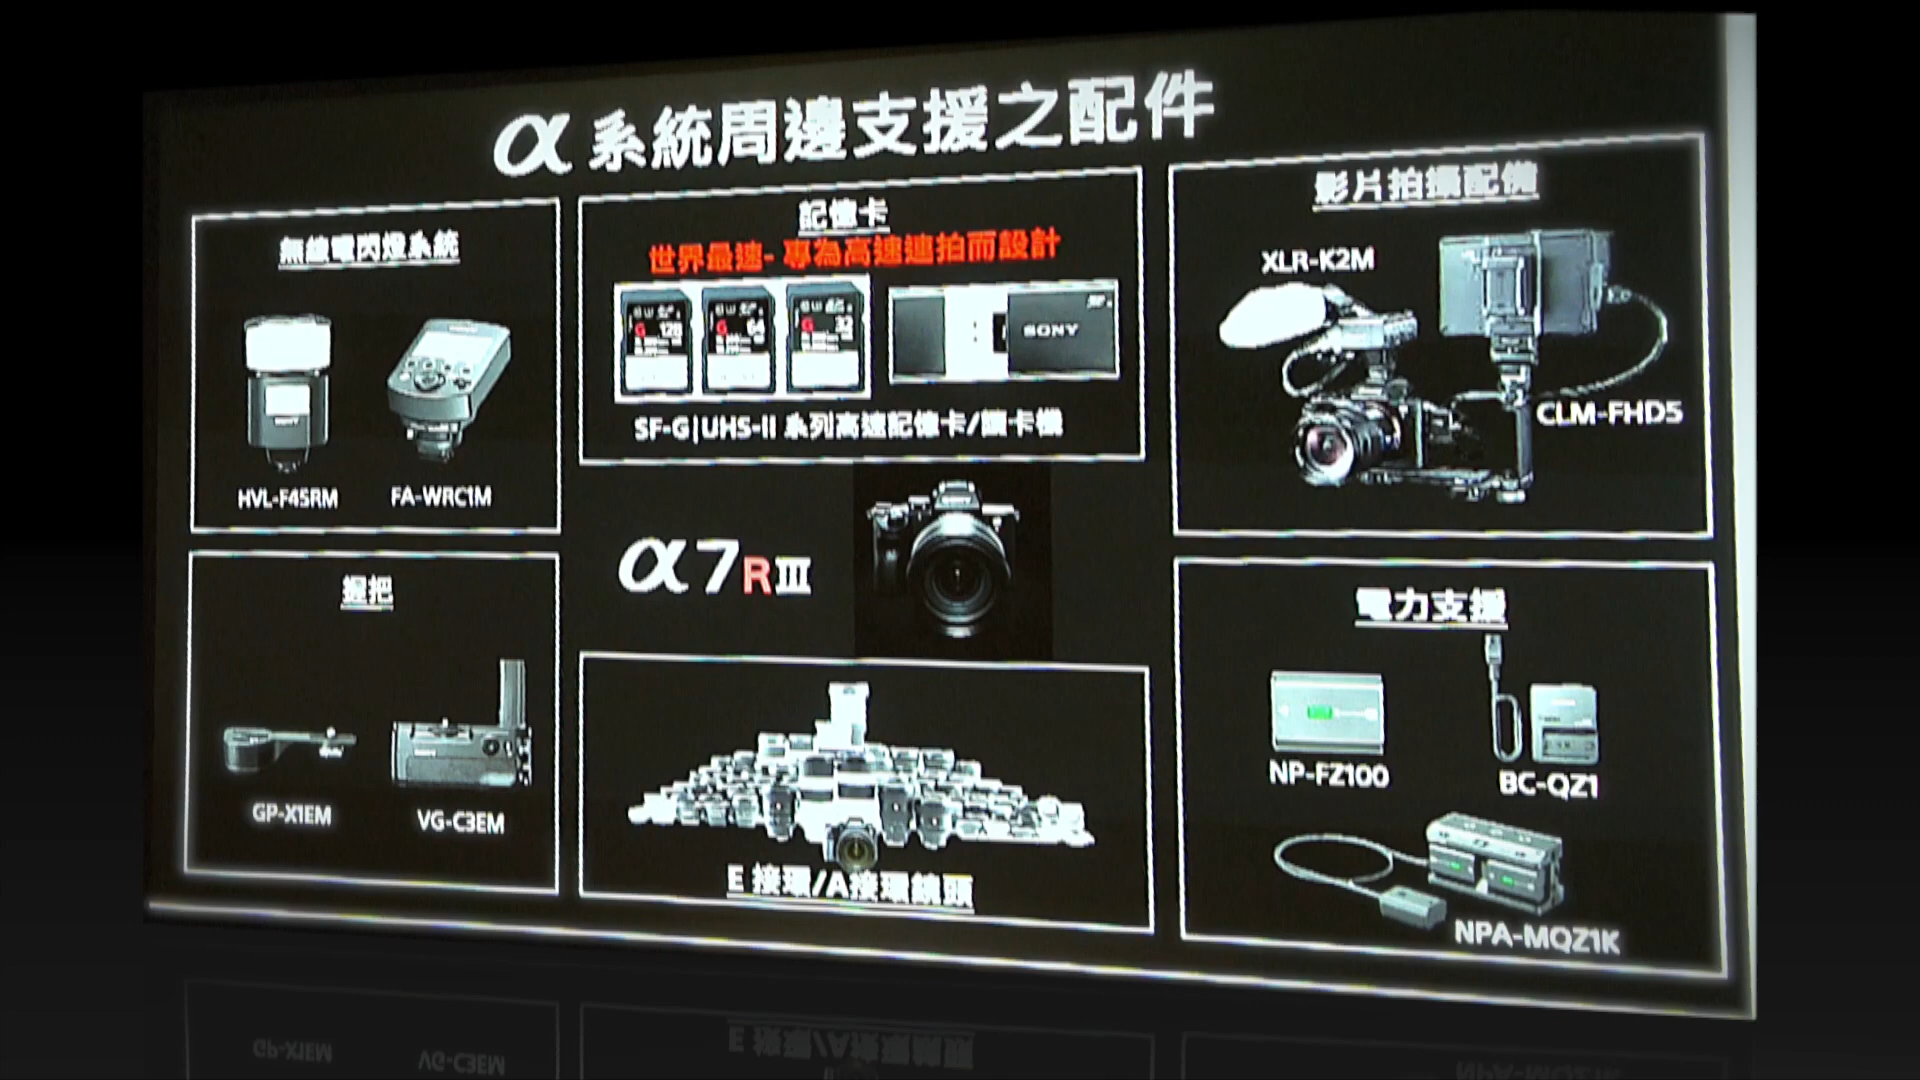 α系統周邊支援之配件
無線電閃燈系統
HVL-F45RM
FA-WRC1M
記憶卡
世界最速- 專為高速連拍而設計
G 128
G 64
G 32
SONY
SF-G|UHS-II 系列高速記憶卡/讀卡機
影片拍攝配備
XLR-K2M
CLM-FHD5
握把
GP-X1EM
VG-C3EM
α7RIII
E 接環/A接環鏡頭
電力支援
NP-FZ100
BC-QZ1
NPA-MQZ1K